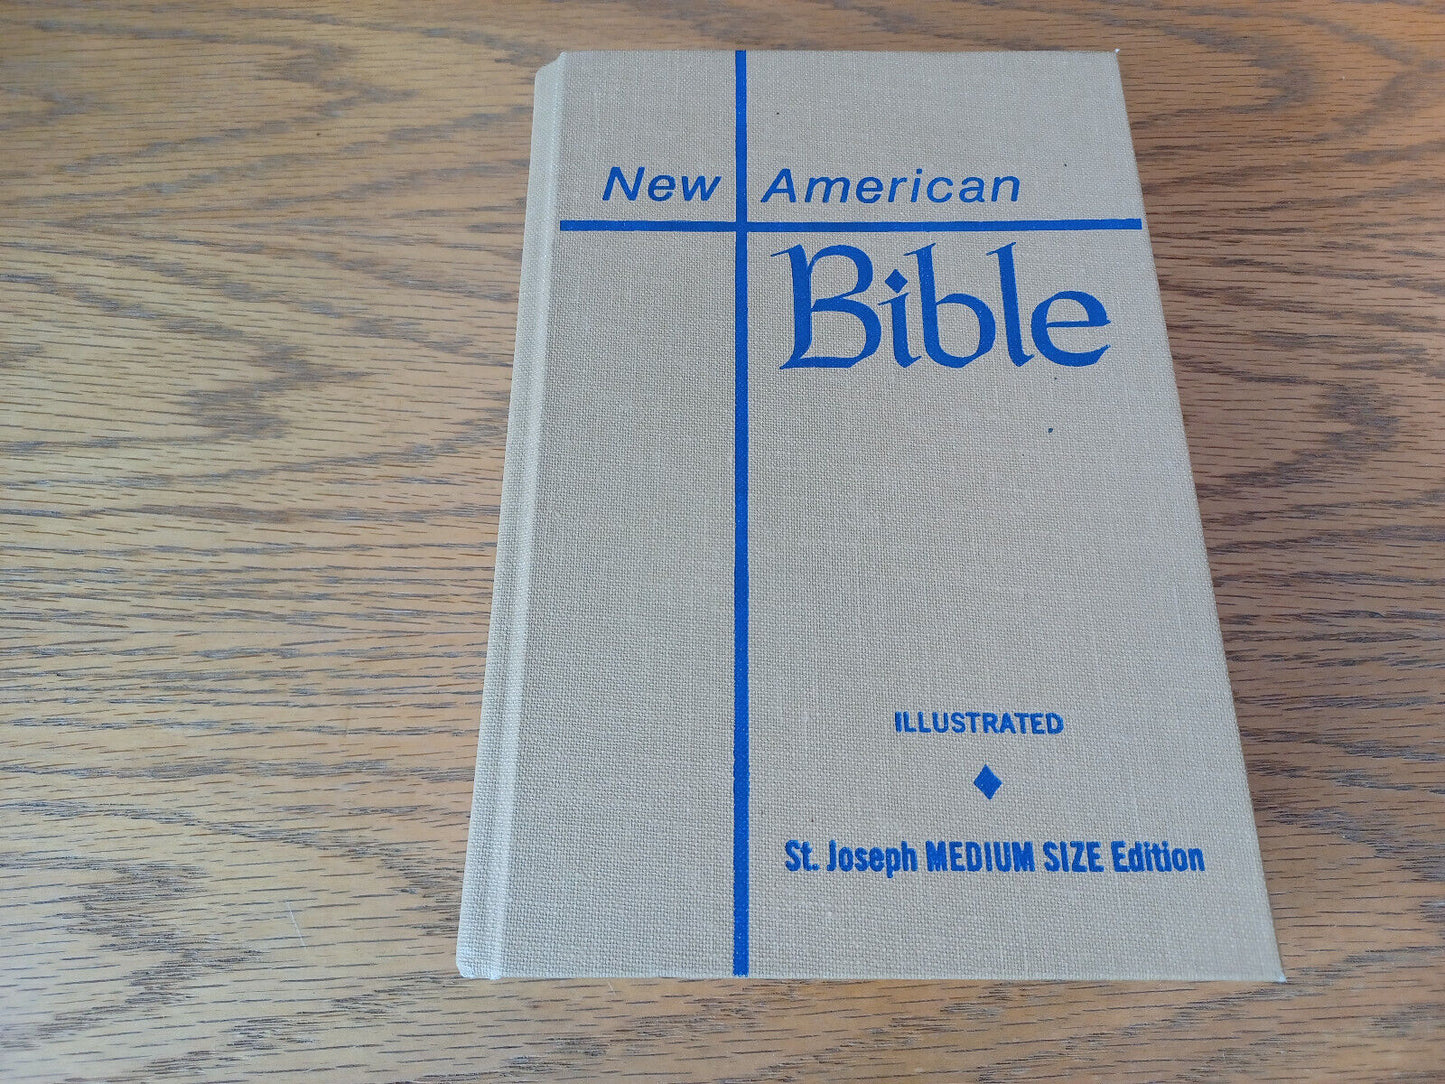 New American
Bible
ILLUSTRATED
St. Joseph MEDIUM SIZE Edition